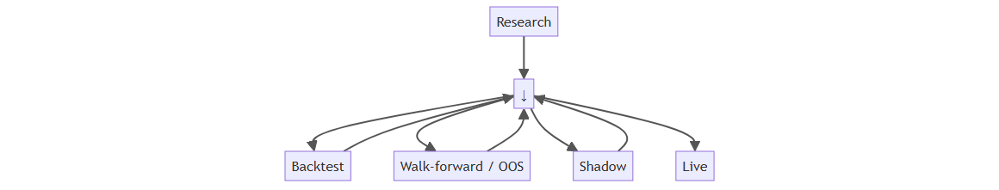 Research
↓
Backtest
Walk-forward / OOS
Shadow
Live